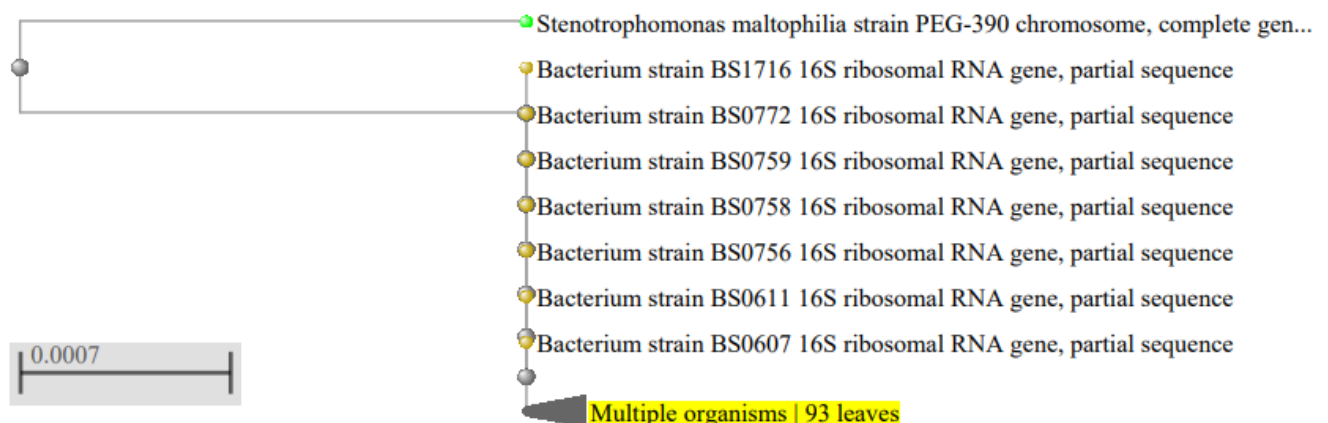 Stenotrophomonas maltophilia strain PEG-390 chromosome, complete gen...
Bacterium strain BS1716 16S ribosomal RNA gene, partial sequence
Bacterium strain BS0772 16S ribosomal RNA gene, partial sequence
Bacterium strain BS0759 16S ribosomal RNA gene, partial sequence
Bacterium strain BS0758 16S ribosomal RNA gene, partial sequence
Bacterium strain BS0756 16S ribosomal RNA gene, partial sequence
Bacterium strain BS0611 16S ribosomal RNA gene, partial sequence
Bacterium strain BS0607 16S ribosomal RNA gene, partial sequence
0.0007
Multiple organisms | 93 leaves